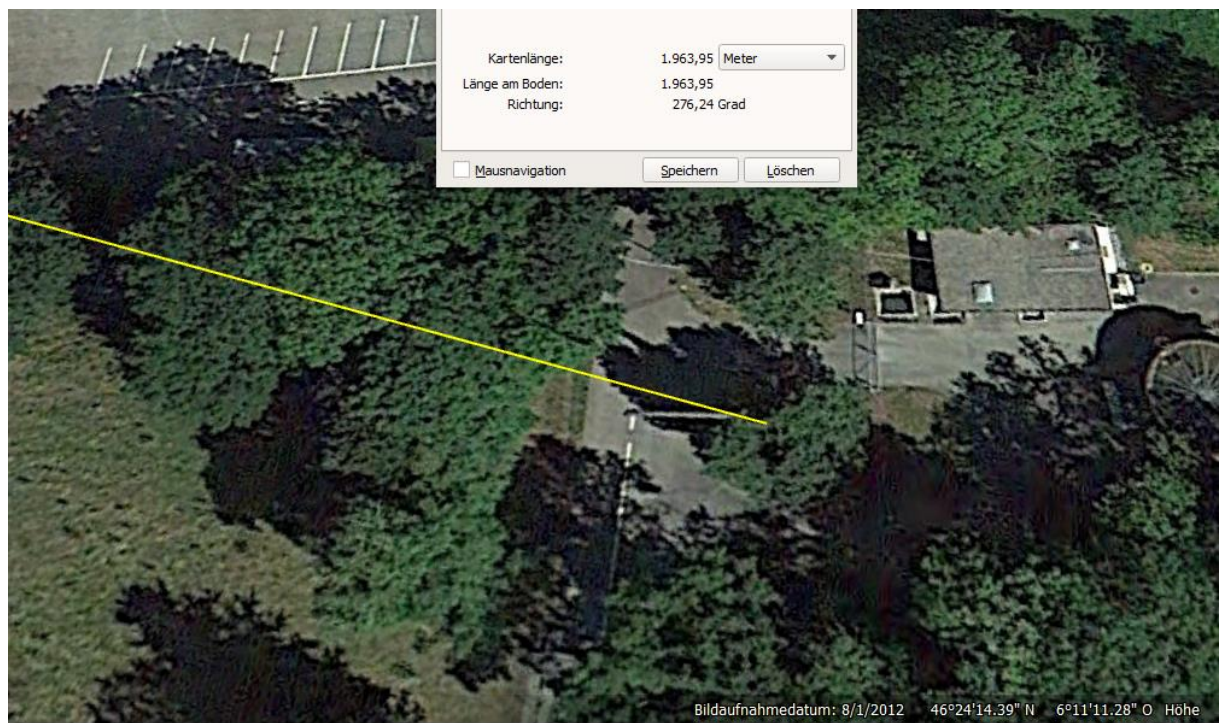 Kartenlänge: 1.963,95 Meter
Länge am Boden: 1.963,95
Richtung: 276,24 Grad
Mausnavigation Speichern Löschen
Bildaufnahmedatum: 8/1/2012 46°24'14.39" N 6°11'11.28" O Höhe